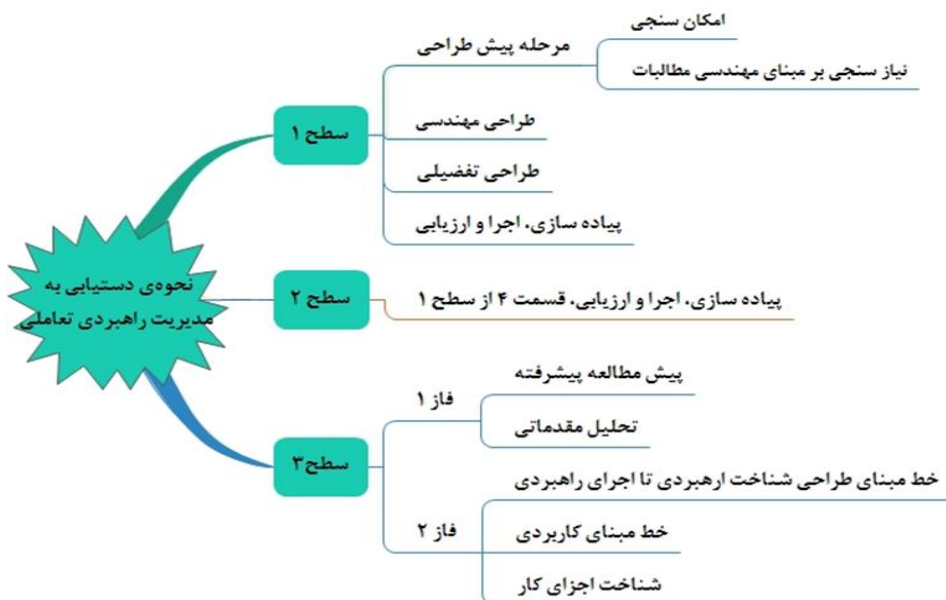 نحوه‌ی دستیابی به
مدیریت راهبردی تعاملی
سطح ۱
مرحله پیش طراحی
امکان سنجی
نیاز سنجی بر مبنای مهندسی مطالبات
طراحی مهندسی
طراحی تفضیلی
پیاده سازی، اجرا و ارزیابی
سطح ۲
پیاده سازی، اجرا و ارزیابی، قسمت ۴ از سطح ۱
سطح۳
فاز ۱
پیش مطالعه پیشرفته
تحلیل مقدماتی
فاز ۲
خط مبنای طراحی شناخت ارهبردی تا اجرای راهبردی
خط مبنای کاربردی
شناخت اجزای کار